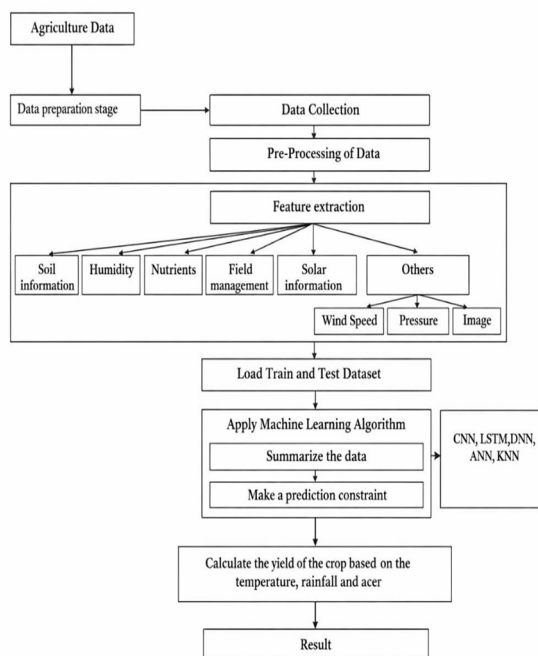 Agriculture Data
Data preparation stage
Data Collection
Pre-Processing of Data
Feature extraction
Soil
information
Humidity
Nutrients
Field
management
Solar
information
Others
Wind Speed
Pressure
Image
Load Train and Test Dataset
Apply Machine Learning Algorithm
Summarize the data
Make a prediction constraint
CNN, LSTM,DNN,
ANN, KNN
Calculate the yield of the crop based on the
temperature, rainfall and acer
Result